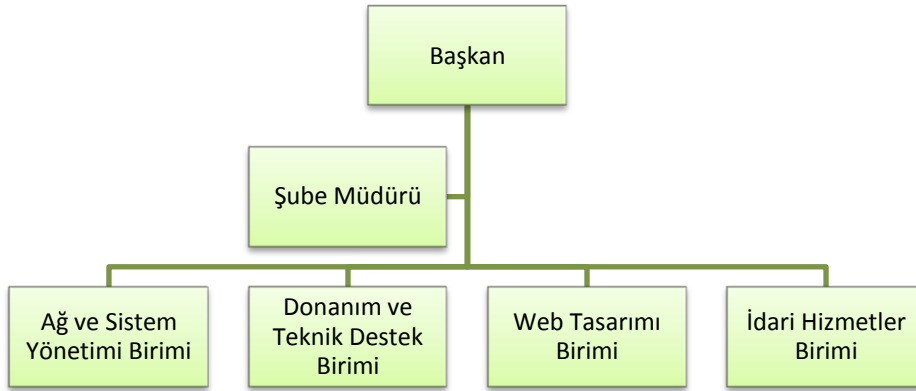 Başkan
Şube Müdürü
Ağ ve Sistem
Yönetimi Birimi
Donanım ve
Teknik Destek
Birimi
Web Tasarımı
Birimi
İdari Hizmetler
Birimi